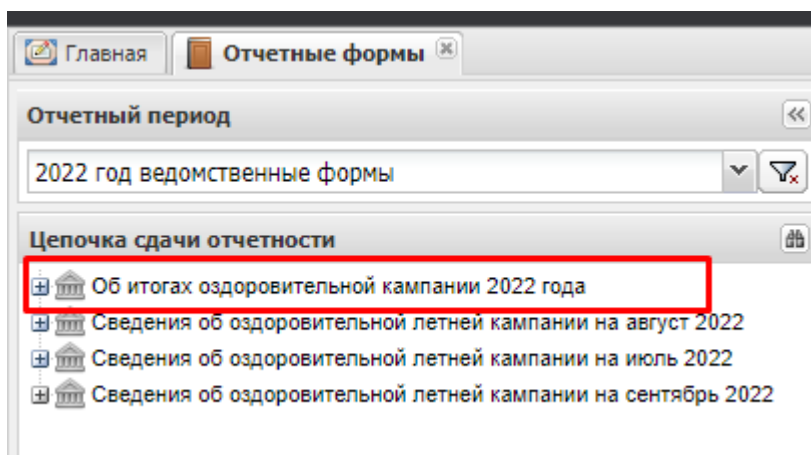 Главная Отчетные формы
Отчетный период
2022 год ведомственные формы
Цепочка сдачи отчетности
Об итогах оздоровительной кампании 2022 года
Сведения об оздоровительной летней кампании на август 2022
Сведения об оздоровительной летней кампании на июль 2022
Сведения об оздоровительной летней кампании на сентябрь 2022